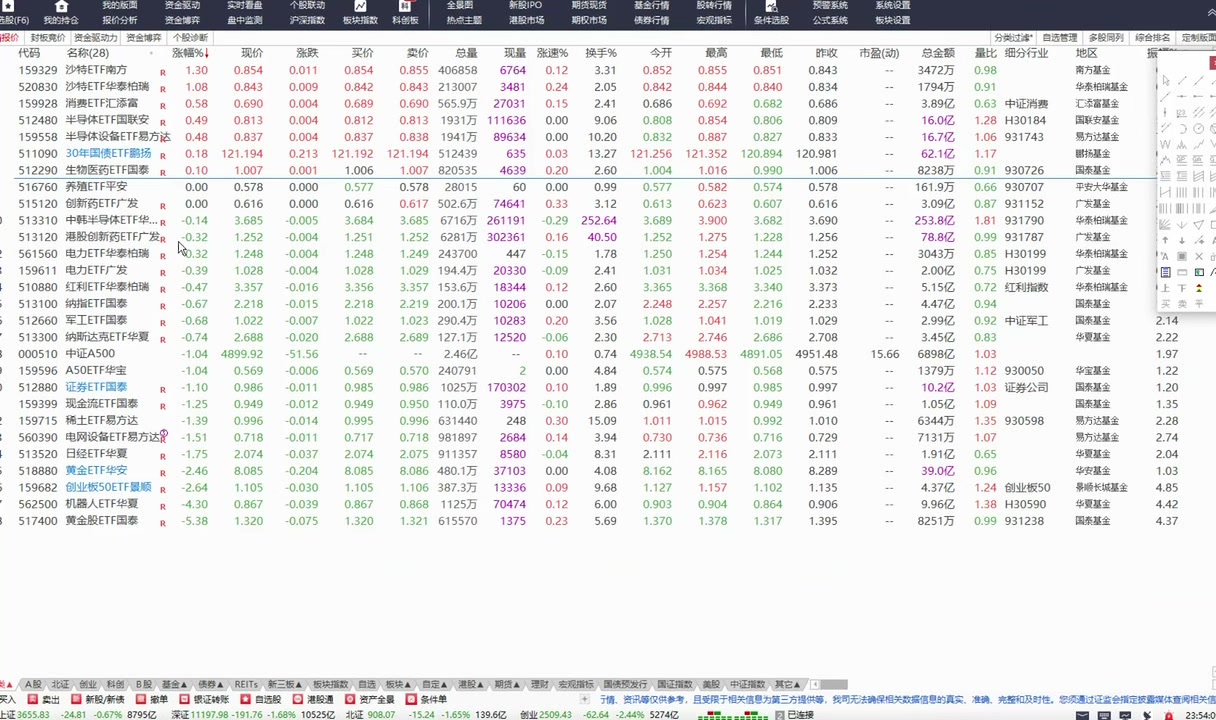 我的版面 资金驱动 实时看盘 个股联动 全景图 新股IPO 期货现货 基金行情 股转行情 预警系统 系统设置
选股(F6) 我的持仓 报价分析 资金博弈 盘中监测 沪深指数 板块指数 科创板 热点主题 港股市场 期权市场 债券行情 宏观指标 条件选股 公式系统 板块设置
报价 封板竞价 资金驱动力 资金博弈 个股诊断 分类过滤* 自选管理 多股同列 综合排名 定制版面
代码 名称(28) 涨幅%↓ 现价 涨跌 买价 卖价 总量 现量 涨速% 换手% 今开 最高 最低 昨收 市盈(动) 总金额 量比 细分行业 地区
159329 沙特ETF南方 R 1.30 0.854 0.011 0.854 0.855 406858 6764 0.12 3.31 0.852 0.855 0.851 0.843 -- 3472万 0.98 南方基金
520830 沙特ETF华泰柏瑞 R 1.08 0.843 0.009 0.842 0.843 213007 3481 0.24 2.05 0.842 0.844 0.840 0.834 -- 1794万 0.91 华泰柏瑞基金
159928 消费ETF汇添富 R 0.58 0.690 0.004 0.689 0.690 565.9万 27031 0.15 2.41 0.686 0.692 0.682 0.686 -- 3.89亿 0.63 中证消费 汇添富基金
512480 半导体ETF国联安 R 0.49 0.813 0.004 0.812 0.813 1931万 111636 0.00 9.06 0.808 0.854 0.804 0.809 -- 16.0亿 1.28 H30184 国联安基金
159558 半导体设备ETF易方达 R 0.48 0.837 0.004 0.837 0.838 1941万 89634 0.00 10.20 0.832 0.887 0.827 0.833 -- 16.7亿 1.06 931743 易方达基金
511090 30年国债ETF鹏扬 R 0.18 121.194 0.213 121.192 121.194 512439 635 0.03 13.27 121.256 121.352 120.894 120.981 -- 62.1亿 1.17 鹏扬基金
512290 生物医药ETF国泰 R 0.10 1.007 0.001 1.006 1.007 820535 4639 0.20 2.60 1.004 1.016 0.990 1.006 -- 8238万 0.91 930726 国泰基金
516760 养殖ETF平安 R 0.00 0.578 0.000 0.577 0.578 28015 60 0.00 0.99 0.577 0.582 0.574 0.578 -- 161.9万 0.66 930707 平安大华基金
515120 创新药ETF广发 R 0.00 0.616 0.000 0.616 0.617 502.6万 74641 0.33 3.12 0.613 0.623 0.607 0.616 -- 3.09亿 0.87 931152 广发基金
513310 中韩半导体ETF华... R -0.14 3.685 -0.005 3.684 3.685 6716万 261191 -0.29 252.64 3.689 3.900 3.682 3.690 -- 253.8亿 1.81 931790 华泰柏瑞基金
513120 港股创新药ETF广发 R -0.32 1.252 -0.004 1.251 1.252 6281万 302361 0.16 40.50 1.252 1.275 1.228 1.256 -- 78.8亿 0.99 931787 广发基金
561560 电力ETF华泰柏瑞 R -0.32 1.248 -0.004 1.248 1.249 243700 447 -0.15 1.78 1.250 1.254 1.244 1.252 -- 3043万 0.85 H30199 华泰柏瑞基金
159611 电力ETF广发 R -0.39 1.028 -0.004 1.028 1.029 194.4万 20330 -0.09 2.41 1.031 1.034 1.025 1.032 -- 2.00亿 0.75 H30199 广发基金
510880 红利ETF华泰柏瑞 R -0.47 3.357 -0.016 3.356 3.357 153.6万 18344 0.12 2.60 3.365 3.368 3.340 3.373 -- 5.15亿 0.72 红利指数 华泰柏瑞基金
513100 纳指ETF国泰 R -0.67 2.218 -0.015 2.218 2.219 200.1万 10206 0.00 2.07 2.248 2.257 2.216 2.233 -- 4.47亿 0.94 国泰基金
512660 军工ETF国泰 R -0.68 1.022 -0.007 1.022 1.023 290.4万 10283 0.20 3.56 1.028 1.041 1.019 1.029 -- 2.99亿 0.92 中证军工 国泰基金 2.14
513300 纳斯达克ETF华夏 R -0.74 2.688 -0.020 2.688 2.689 127.1万 12520 -0.06 2.30 2.713 2.746 2.686 2.708 -- 3.45亿 0.83 华夏基金 2.22
000510 中证A500 -1.04 4899.92 -51.56 -- -- 2.46亿 -- 0.10 0.74 4938.54 4988.53 4891.05 4951.48 15.66 6898亿 1.03 1.97
159596 A50ETF华宝 R -1.04 0.569 -0.006 0.569 0.570 240791 2 0.00 4.84 0.574 0.575 0.568 0.575 -- 1379万 1.12 930050 华宝基金 1.22
512880 证券ETF国泰 R -1.10 0.986 -0.011 0.985 0.986 1025万 170302 0.10 1.89 0.996 0.997 0.985 0.997 -- 10.2亿 1.03 证券公司 国泰基金 1.20
159399 现金流ETF国泰 R -1.25 0.949 -0.012 0.949 0.950 110.0万 3975 -0.10 2.86 0.961 0.962 0.949 0.961 -- 1.05亿 1.09 国泰基金 1.35
159715 稀土ETF易方达 -1.39 0.996 -0.014 0.995 0.996 631440 248 0.30 15.09 1.011 1.015 0.992 1.010 -- 6344万 1.35 930598 易方达基金 2.28
560390 电网设备ETF易方达 R -1.51 0.718 -0.011 0.717 0.718 981897 2684 0.14 3.94 0.730 0.736 0.716 0.729 -- 7131万 1.07 易方达基金 2.74
513520 日经ETF华夏 R -1.75 2.074 -0.037 2.074 2.075 911357 8580 -0.04 8.31 2.111 2.116 2.073 2.111 -- 1.91亿 0.65 华夏基金 2.04
518880 黄金ETF华安 R -2.46 8.085 -0.204 8.085 8.086 480.1万 37103 0.00 4.08 8.162 8.165 8.080 8.289 -- 39.0亿 0.96 华安基金 1.03
159682 创业板50ETF景顺 R -2.64 1.105 -0.030 1.105 1.106 387.3万 13336 0.09 9.68 1.127 1.157 1.102 1.135 -- 4.37亿 1.24 创业板50 景顺长城基金 4.85
562500 机器人ETF华夏 R -4.30 0.867 -0.039 0.867 0.868 1125万 70474 0.12 6.00 0.903 0.904 0.864 0.906 -- 9.96亿 1.38 H30590 华夏基金 4.42
517400 黄金股ETF国泰 R -5.38 1.320 -0.075 1.320 1.321 615570 1375 0.23 5.69 1.370 1.378 1.317 1.395 -- 8251万 0.99 931238 国泰基金 4.37
A股 北证 创业 科创 B股 基金▲ 债券▲ REITs 新三板▲ 板块指数 自选 板块▲ 自定▲ 港股▲ 期货▲ 理财 宏观指标 国债预发行 国证指数 美股 中证指数 其它▲
买入 卖出 新股/新债 撤单 银证转账 自选股 港股通 资产全景 条件单 行情、资讯等仅供参考，且受限于相关数据信息的真实、准确、完整和及时性。您须通过证监会指定披露媒体查阅相关信
上证 3655.83 -24.81 -0.67% 8795亿 深证 11197.98 -191.76 -1.68% 10525亿 北证 908.07 -15.24 -1.65% 139.6亿 创业 2509.43 -62.64 -2.44% 5274亿 2 已连接 23:54:0